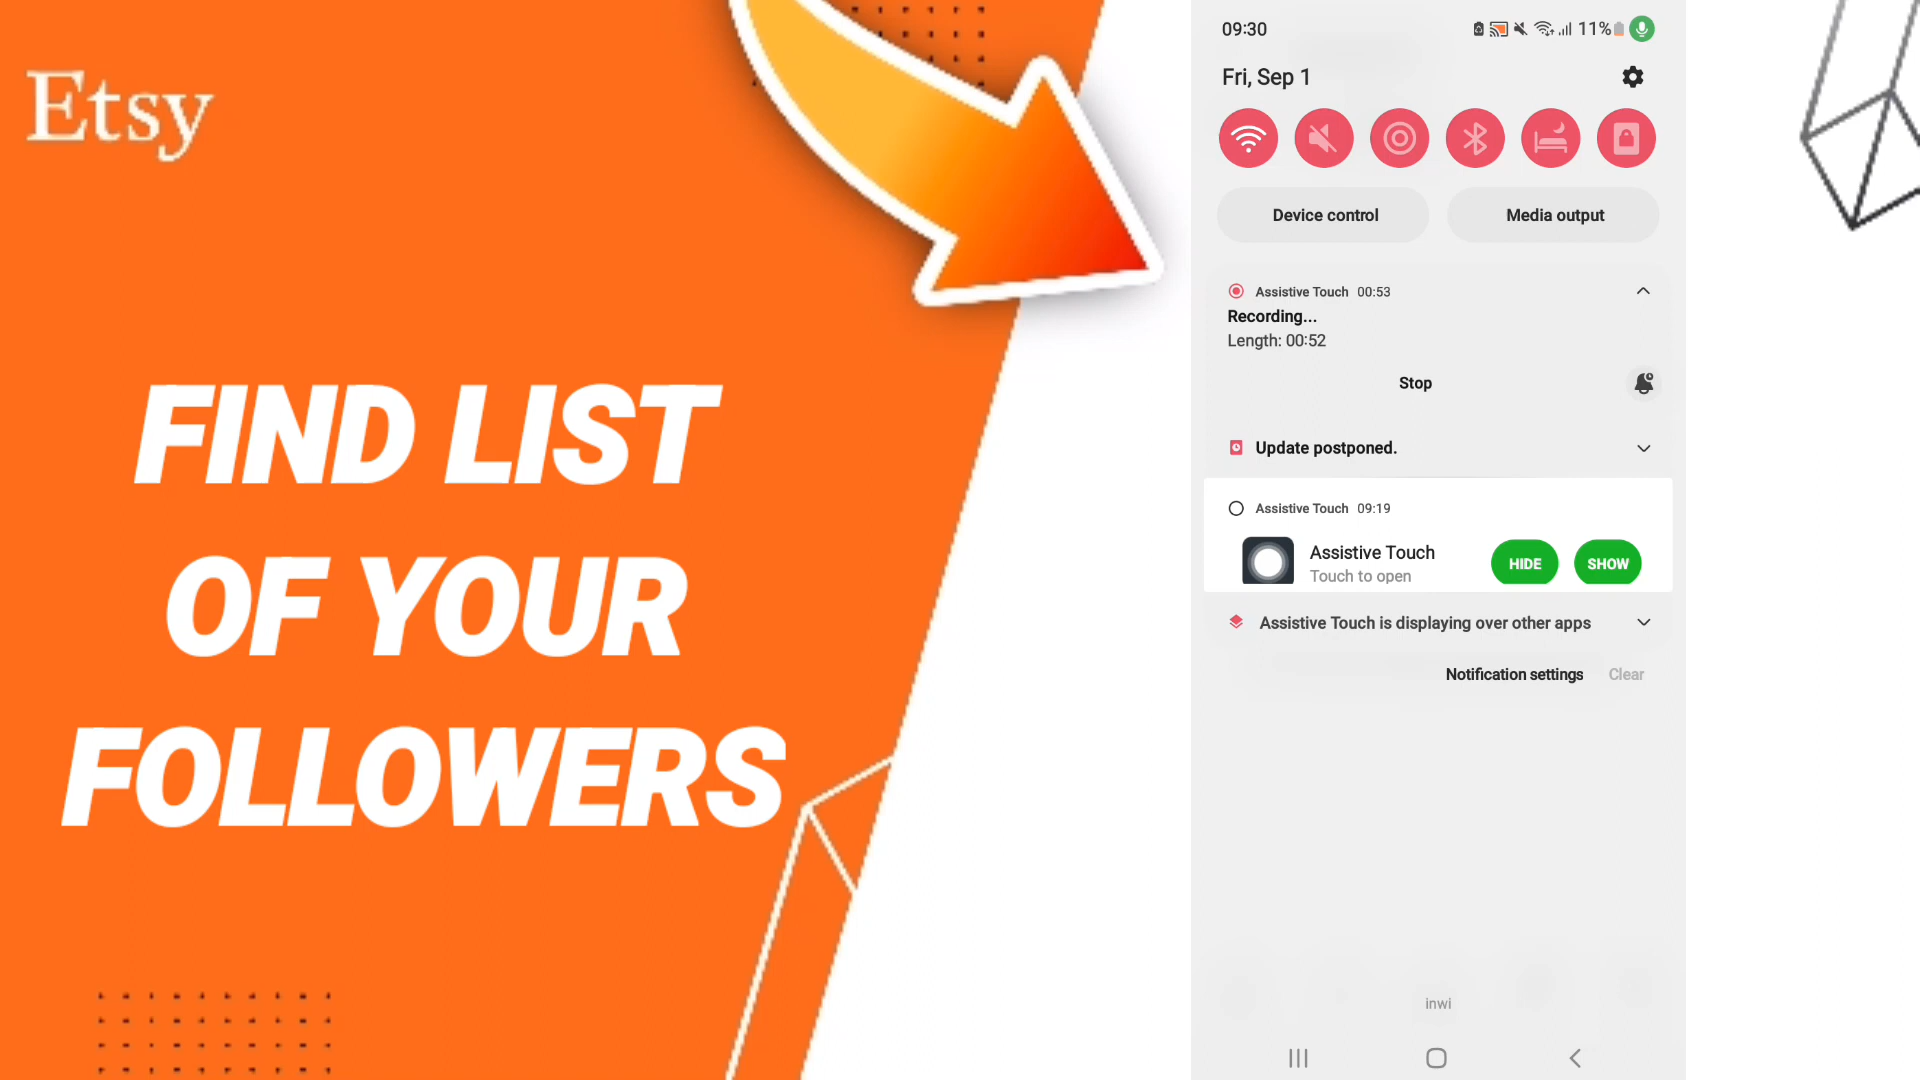 Etsy
FIND LIST
OF YOUR
FOLLOWERS
09:30
11%
Fri, Sep 1
Device control
Media output
Assistive Touch 00:53
Recording...
Length: 00:52
Stop
Update postponed.
Assistive Touch 09:19
Assistive Touch
Touch to open
HIDE
SHOW
Assistive Touch is displaying over other apps
Notification settings
Clear
inwi